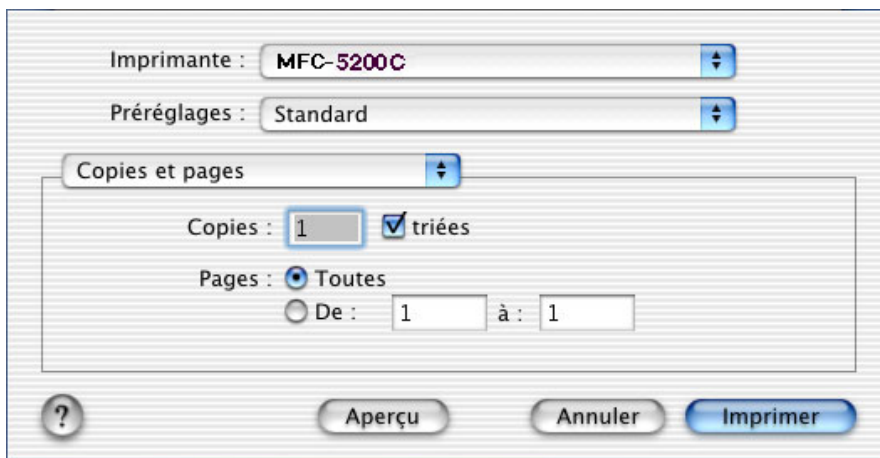 Imprimante : MFC-5200C
Préréglages : Standard
Copies et pages
Copies : 1 triées
Pages : Toutes
De : 1 à : 1
? Aperçu Annuler Imprimer